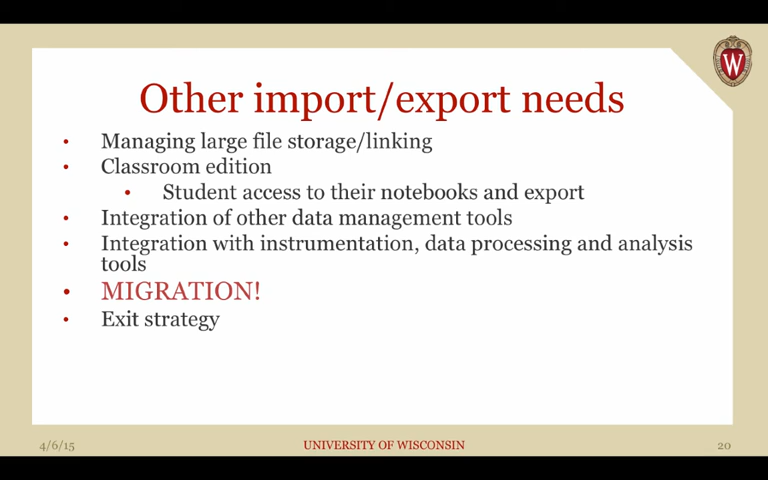 W
Other import/export needs
• Managing large file storage/linking
• Classroom edition
• Student access to their notebooks and export
• Integration of other data management tools
• Integration with instrumentation, data processing and analysis
tools
• MIGRATION!
• Exit strategy
4/6/15 UNIVERSITY OF WISCONSIN 20